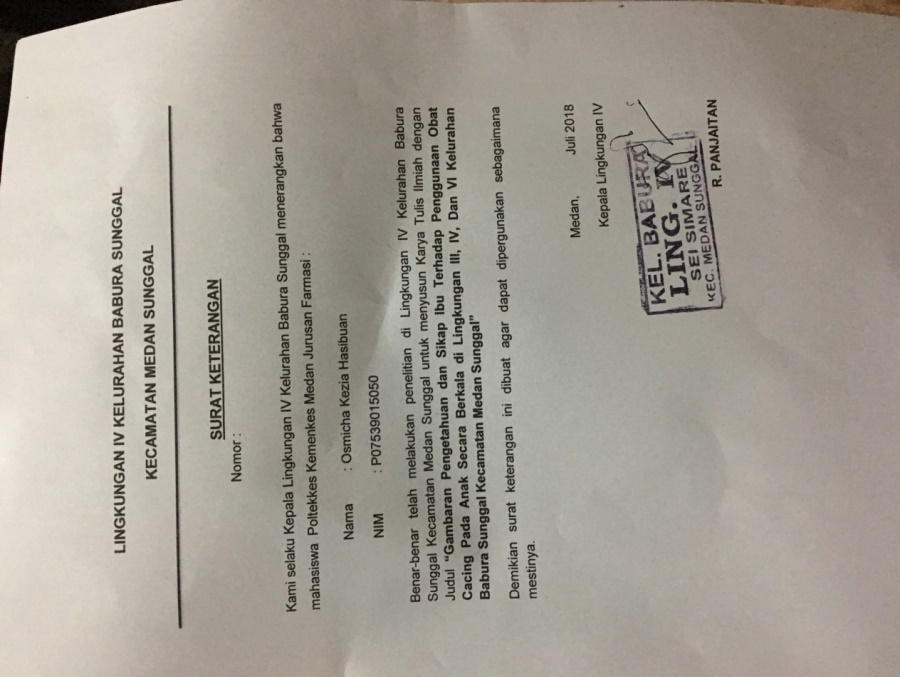 LINGKUNGAN IV KELURAHAN BABURA SUNGGAL
KECAMATAN MEDAN SUNGGAL
SURAT KETERANGAN
Nomor :
Kami selaku Kepala Lingkungan IV Kelurahan Babura Sunggal menerangkan bahwa
mahasiswa Poltekkes Kemenkes Medan Jurusan Farmasi :
Nama : Osmicha Kezia Hasibuan
NIM : P07539015050
Benar-benar telah melakukan penelitian di Lingkungan IV Kelurahan Babura
Sunggal Kecamatan Medan Sunggal untuk menyusun Karya Tulis Ilmiah dengan
Judul "Gambaran Pengetahuan dan Sikap Ibu Terhadap Penggunaan Obat
Cacing Pada Anak Secara Berkala di Lingkungan III, IV, Dan VI Kelurahan
Babura Sunggal Kecamatan Medan Sunggal"
Demikian surat keterangan ini dibuat agar dapat dipergunakan sebagaimana
mestinya.
Medan, Juli 2018
Kepala Lingkungan IV
KEL. BABURA
LING. IV
SEI SIMARE
KEC. MEDAN SUNGGAL
R. PANJAITAN